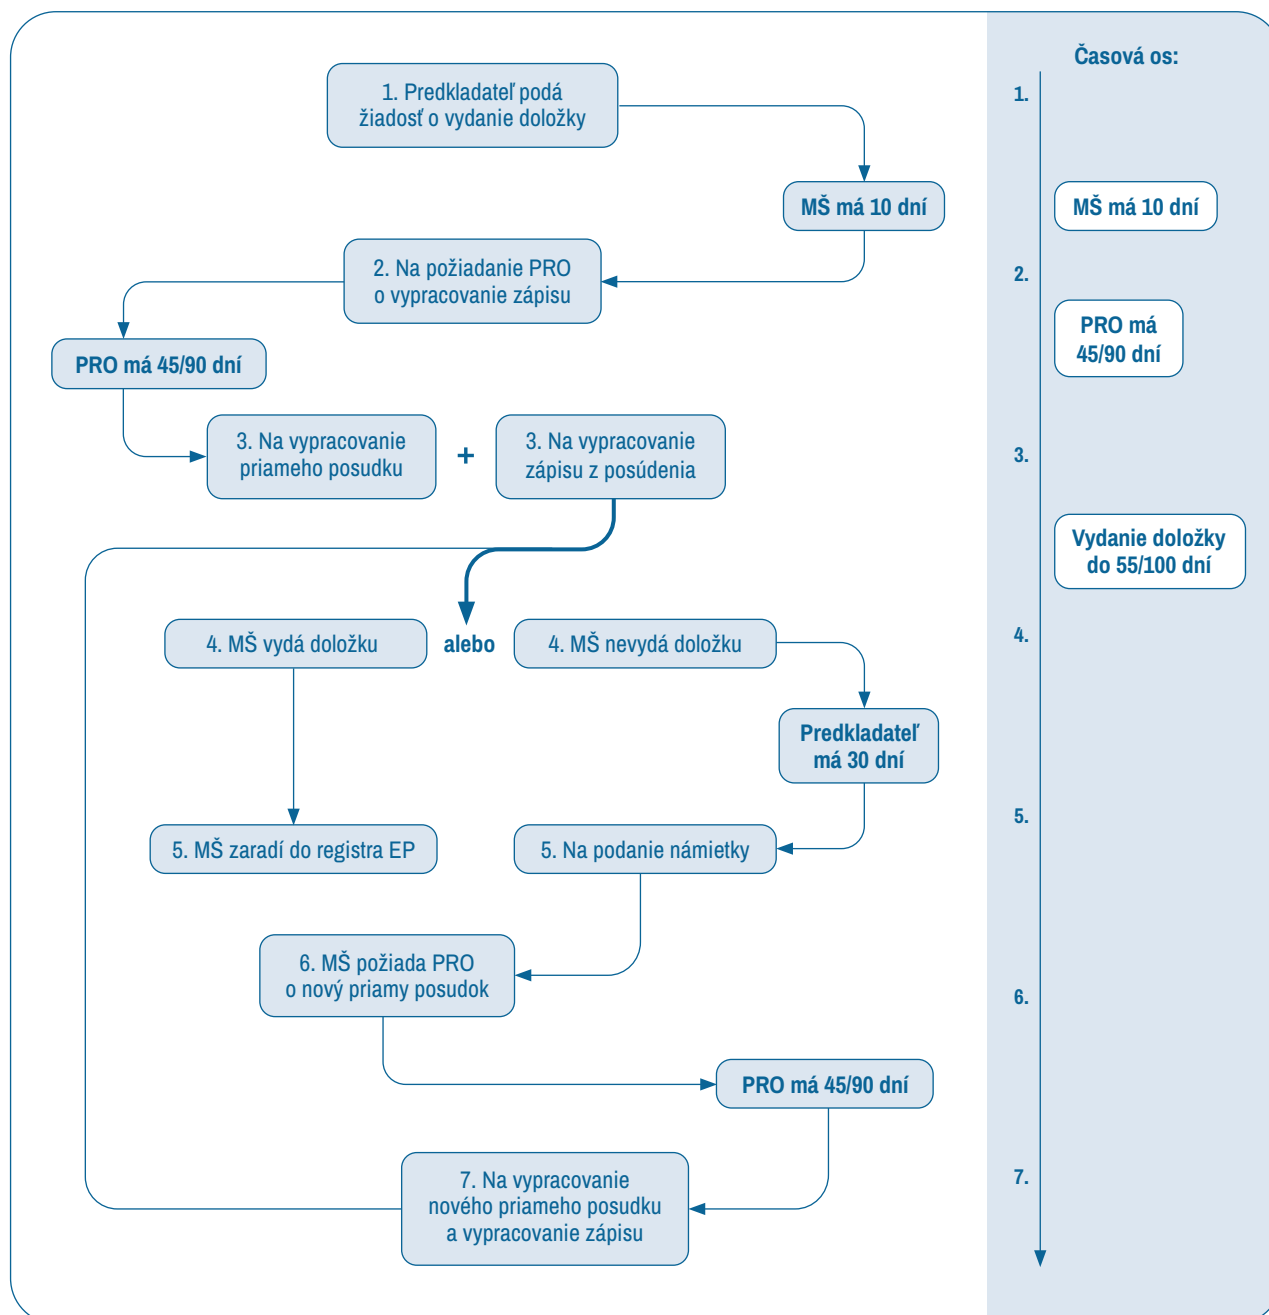 1. Predkladateľ podá
žiadosť o vydanie doložky
MŠ má 10 dní
2. Na požiadanie PRO
o vypracovanie zápisu
PRO má 45/90 dní
3. Na vypracovanie
priameho posudku
+
3. Na vypracovanie
zápisu z posúdenia
4. MŠ vydá doložku
alebo
4. MŠ nevydá doložku
Predkladateľ
má 30 dní
5. MŠ zaradí do registra EP
5. Na podanie námietky
6. MŠ požiada PRO
o nový priamy posudok
PRO má 45/90 dní
7. Na vypracovanie
nového priameho posudku
a vypracovanie zápisu
Časová os:
1.
MŠ má 10 dní
2.
PRO má
45/90 dní
3.
Vydanie doložky
do 55/100 dní
4.
5.
6.
7.